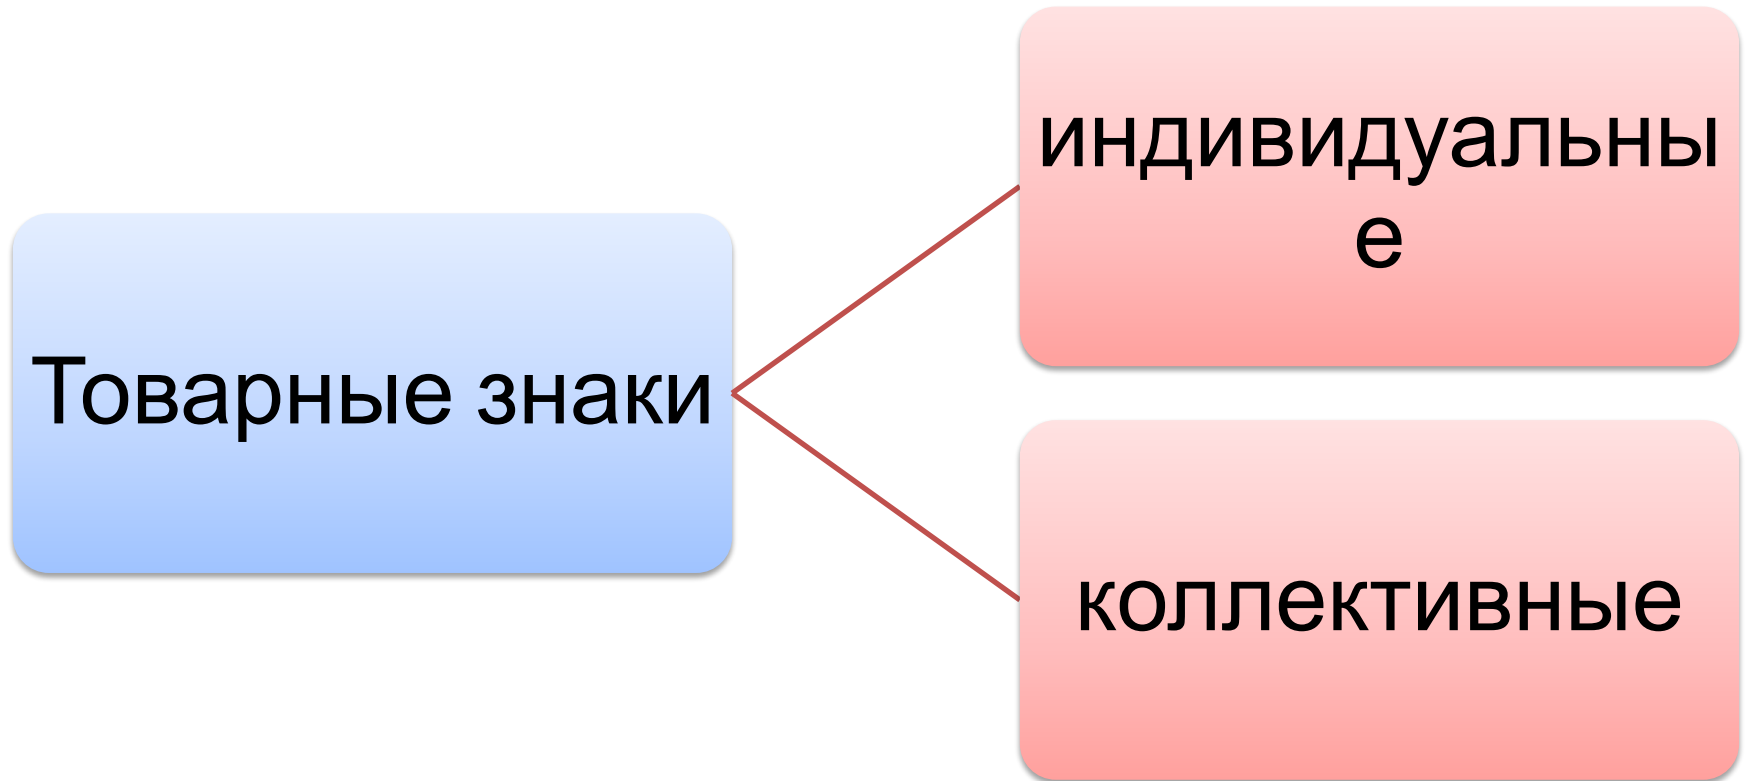 Товарные знаки
индивидуальны
е
коллективные